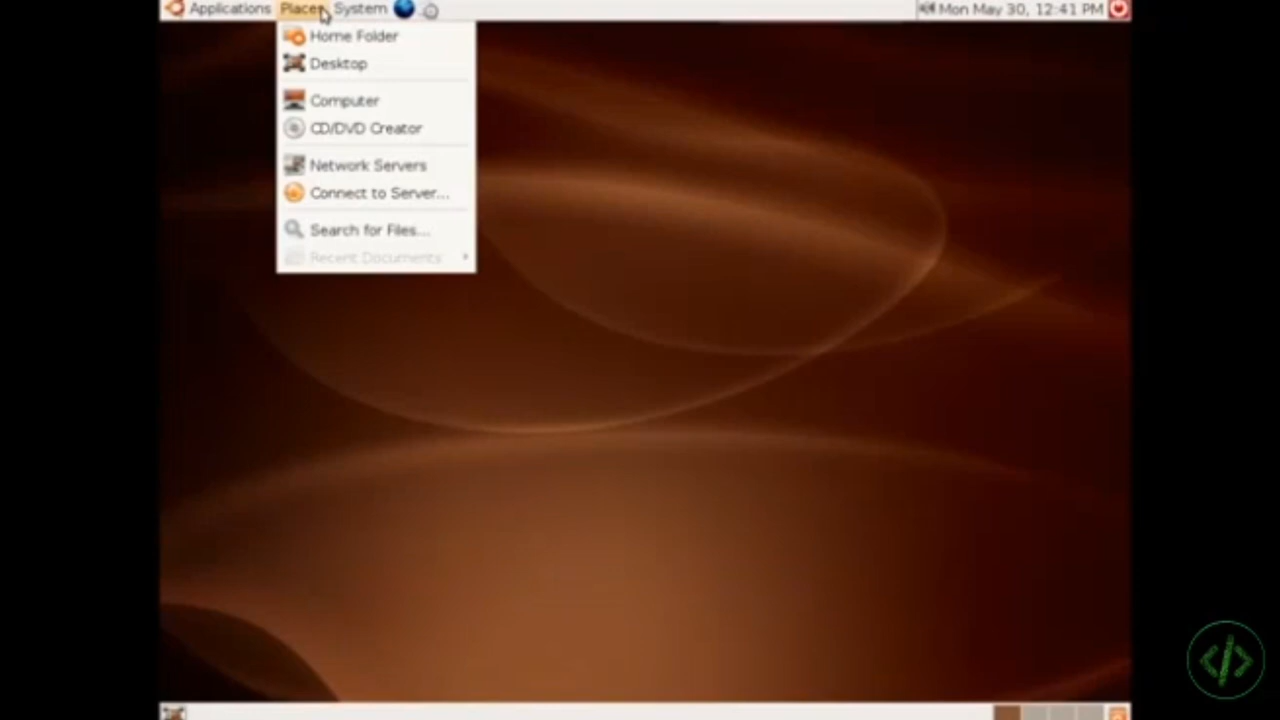 Applications Places System Mon May 30, 12:41 PM
Home Folder
Desktop
Computer
CD/DVD Creator
Network Servers
Connect to Server...
Search for Files...
Recent Documents